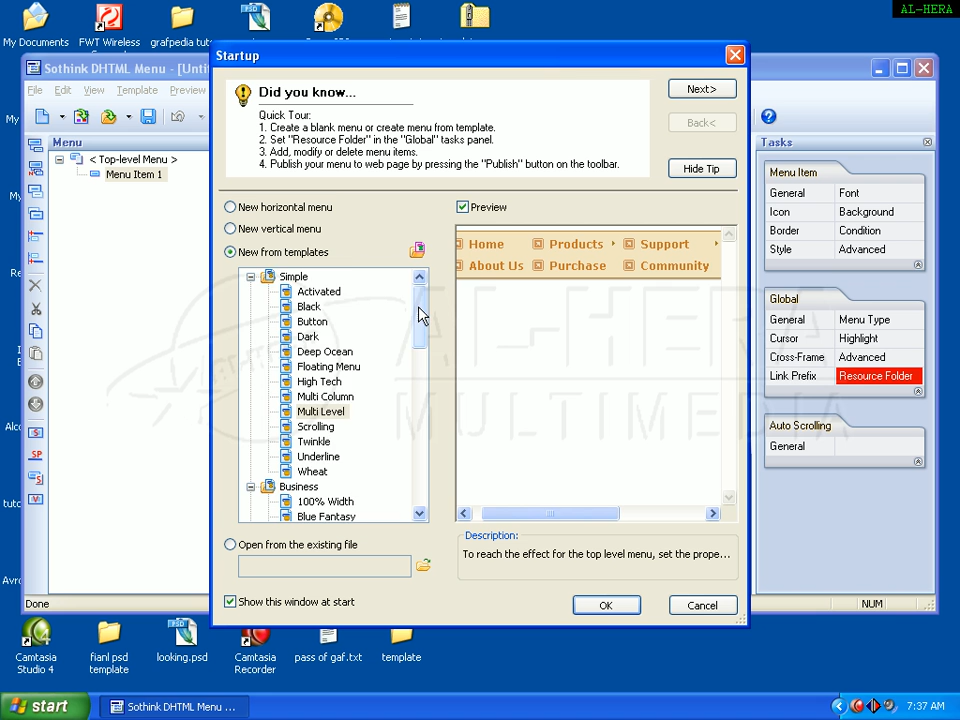 AL-HERA
My Documents
FWT Wireless
grafpedia tut
Startup
Sothink DHTML Menu - [Unti
File Edit View Template Preview
Did you know...
Quick Tour:
1. Create a blank menu or create menu from template.
2. Set "Resource Folder" in the "Global" tasks panel.
3. Add, modify or delete menu items.
4. Publish your menu to web page by pressing the "Publish" button on the toolbar.
Next>
Back<
Hide Tip
Menu
< Top-level Menu >
Menu Item 1
New horizontal menu
New vertical menu
New from templates
Simple
Activated
Black
Button
Dark
Deep Ocean
Floating Menu
High Tech
Multi Column
Multi Level
Scrolling
Twinkle
Underline
Wheat
Business
100% Width
Blue Fantasy
Open from the existing file
Show this window at start
Preview
Home Products Support
About Us Purchase Community
Description:
To reach the effect for the top level menu, set the prope...
OK
Cancel
Tasks
Menu Item
General Font
Icon Background
Border Condition
Style Advanced
Global
General Menu Type
Cursor Highlight
Cross-Frame Advanced
Link Prefix Resource Folder
Auto Scrolling
General
AL-HERA
MULTIMEDIA
Done
NUM
Camtasia Studio 4
fianl psd template
looking.psd
Camtasia Recorder
pass of gaf.txt
template
start
Sothink DHTML Menu ...
7:37 AM